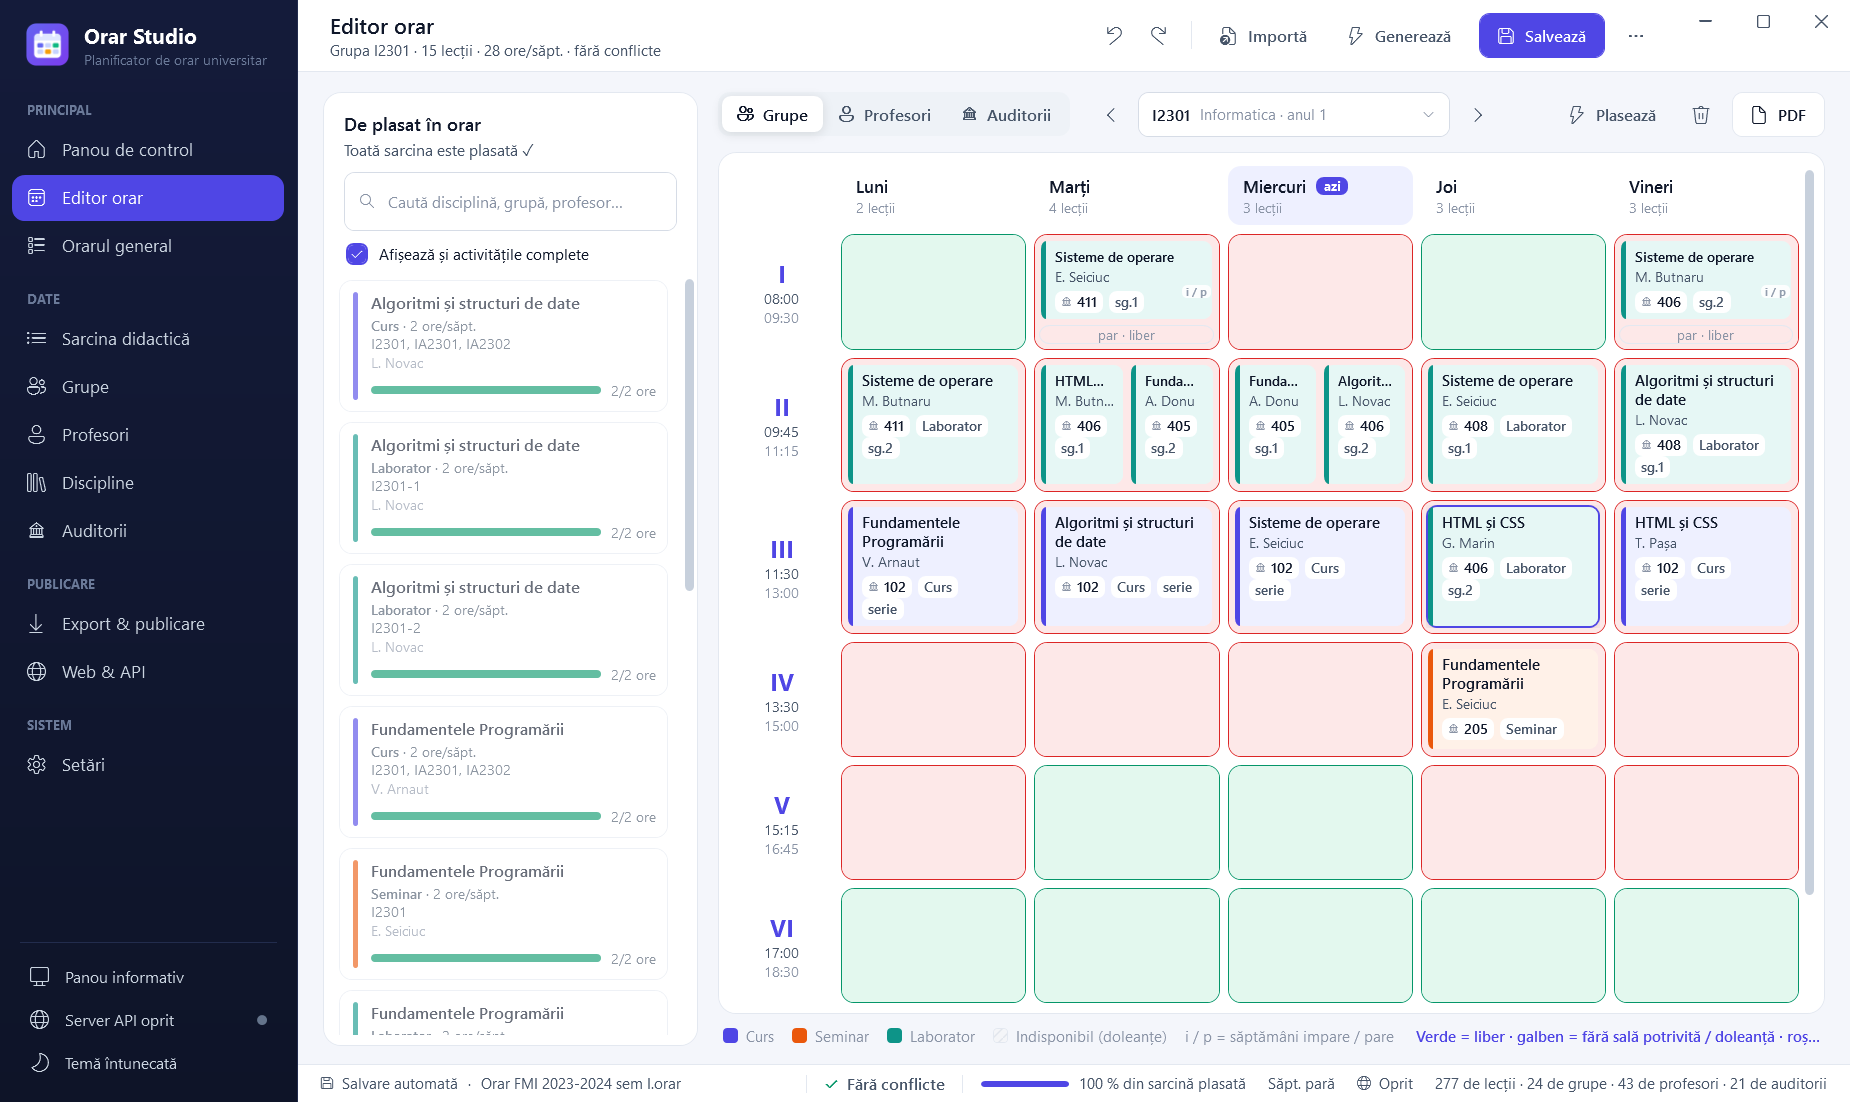 Orar Studio
Planificator de orar universitar
PRINCIPAL
Panou de control
Editor orar
Orarul general
DATE
Sarcina didactică
Grupe
Profesori
Discipline
Auditorii
PUBLICARE
Export & publicare
Web & API
SISTEM
Setări
Panou informativ
Server API oprit
Temă întunecată
Editor orar
Grupa I2301 · 15 lecții · 28 ore/săpt. · fără conflicte
Importă
Generează
Salvează
De plasat în orar
Toată sarcina este plasată ✓
Caută disciplină, grupă, profesor...
Afișează și activitățile complete
Algoritmi și structuri de date
Curs · 2 ore/săpt.
I2301, IA2301, IA2302
L. Novac
2/2 ore
Algoritmi și structuri de date
Laborator · 2 ore/săpt.
I2301-1
L. Novac
2/2 ore
Algoritmi și structuri de date
Laborator · 2 ore/săpt.
I2301-2
L. Novac
2/2 ore
Fundamentele Programării
Curs · 2 ore/săpt.
I2301, IA2301, IA2302
V. Arnaut
2/2 ore
Fundamentele Programării
Seminar · 2 ore/săpt.
I2301
E. Seiciuc
2/2 ore
Fundamentele Programării
Laborator · 2 ore/săpt.
Grupe
Profesori
Auditorii
I2301 Informatica · anul 1
Plasează
PDF
Luni
2 lecții
Marți
4 lecții
Miercuri azi
3 lecții
Joi
3 lecții
Vineri
3 lecții
I
08:00
09:30
Sisteme de operare
E. Seiciuc
411 sg.1
i / p
par · liber
Sisteme de operare
M. Butnaru
406 sg.2
i / p
par · liber
II
09:45
11:15
Sisteme de operare
M. Butnaru
411 Laborator
sg.2
HTML...
M. Butn...
406
sg.1
Funda...
A. Donu
405
sg.2
Funda...
A. Donu
405
sg.1
Algorit...
L. Novac
406
sg.2
Sisteme de operare
E. Seiciuc
408 Laborator
sg.1
Algoritmi și structuri
de date
L. Novac
408 Laborator
sg.1
III
11:30
13:00
Fundamentele
Programării
V. Arnaut
102 Curs
serie
Algoritmi și structuri
de date
L. Novac
102 Curs serie
Sisteme de operare
E. Seiciuc
102 Curs
serie
HTML și CSS
G. Marin
406 Laborator
sg.2
HTML și CSS
T. Pașa
102 Curs
serie
IV
13:30
15:00
Fundamentele
Programării
E. Seiciuc
205 Seminar
V
15:15
16:45
VI
17:00
18:30
Curs
Seminar
Laborator
Indisponibil (doleanțe)
i / p = săptămâni impare / pare
Verde = liber · galben = fără sală potrivită / doleanță · roș...
Salvare automată · Orar FMI 2023-2024 sem I.orar
Fără conflicte
100 % din sarcină plasată
Săpt. pară
Oprit
277 de lecții · 24 de grupe · 43 de profesori · 21 de auditorii